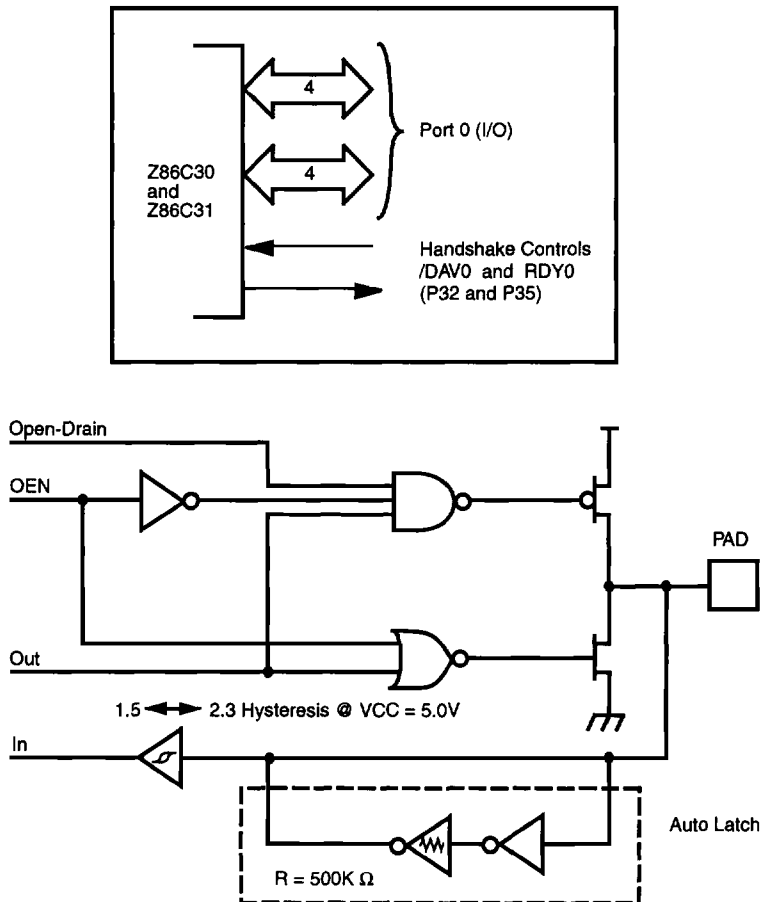 4
Port 0 (I/O)
4
Z86C30
and
Z86C31
Handshake Controls
/DAV0 and RDY0
(P32 and P35)
Open-Drain
OEN
PAD
Out
1.5 2.3 Hysteresis @ VCC = 5.0V
In
Auto Latch
R = 500K Ω